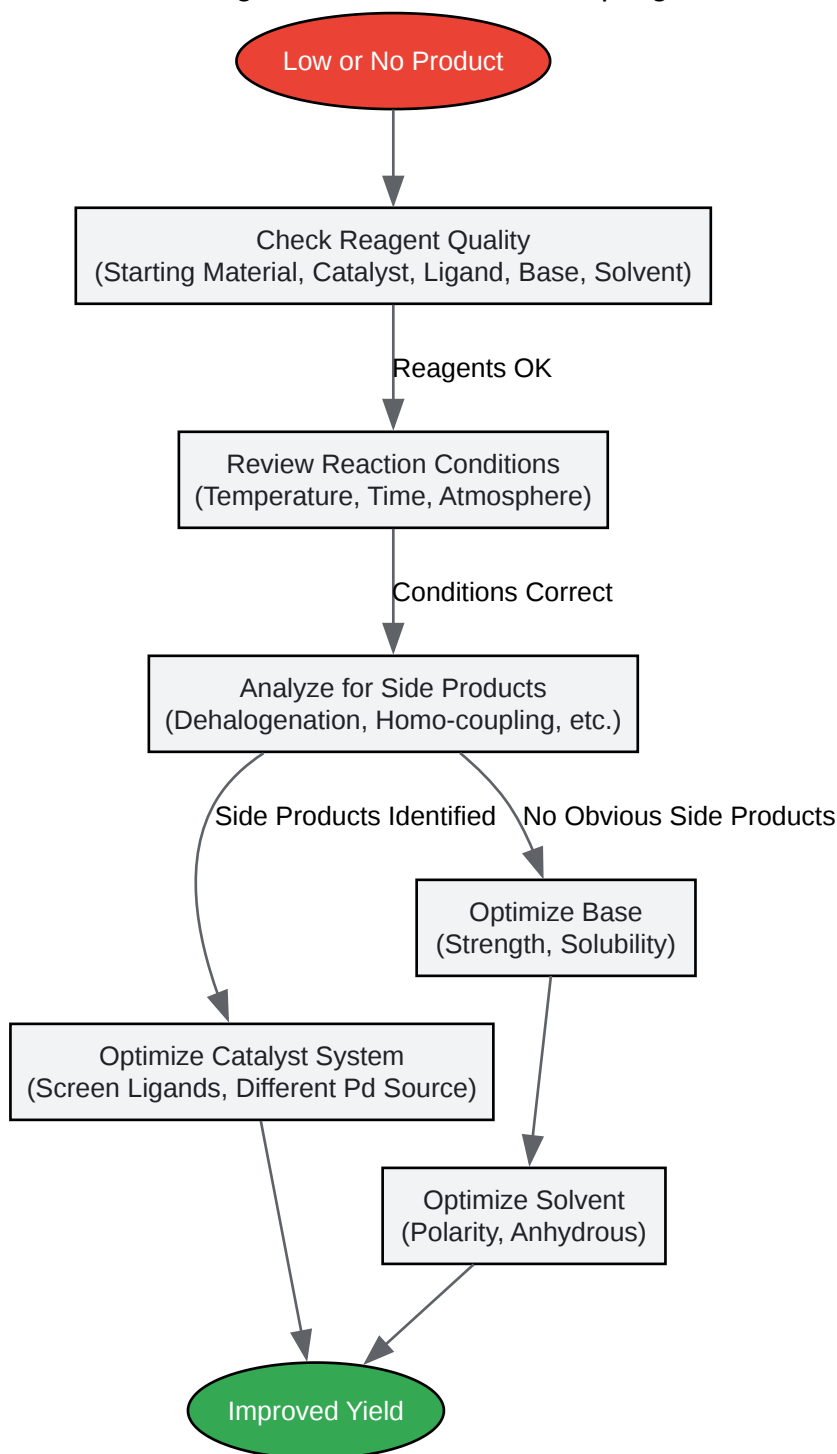 Low or No Product
Check Reagent Quality
(Starting Material, Catalyst, Ligand, Base, Solvent)
Reagents OK
Review Reaction Conditions
(Temperature, Time, Atmosphere)
Conditions Correct
Analyze for Side Products
(Dehalogenation, Homo-coupling, etc.)
Side Products Identified
No Obvious Side Products
Optimize Base
(Strength, Solubility)
Optimize Catalyst System
(Screen Ligands, Different Pd Source)
Optimize Solvent
(Polarity, Anhydrous)
Improved Yield